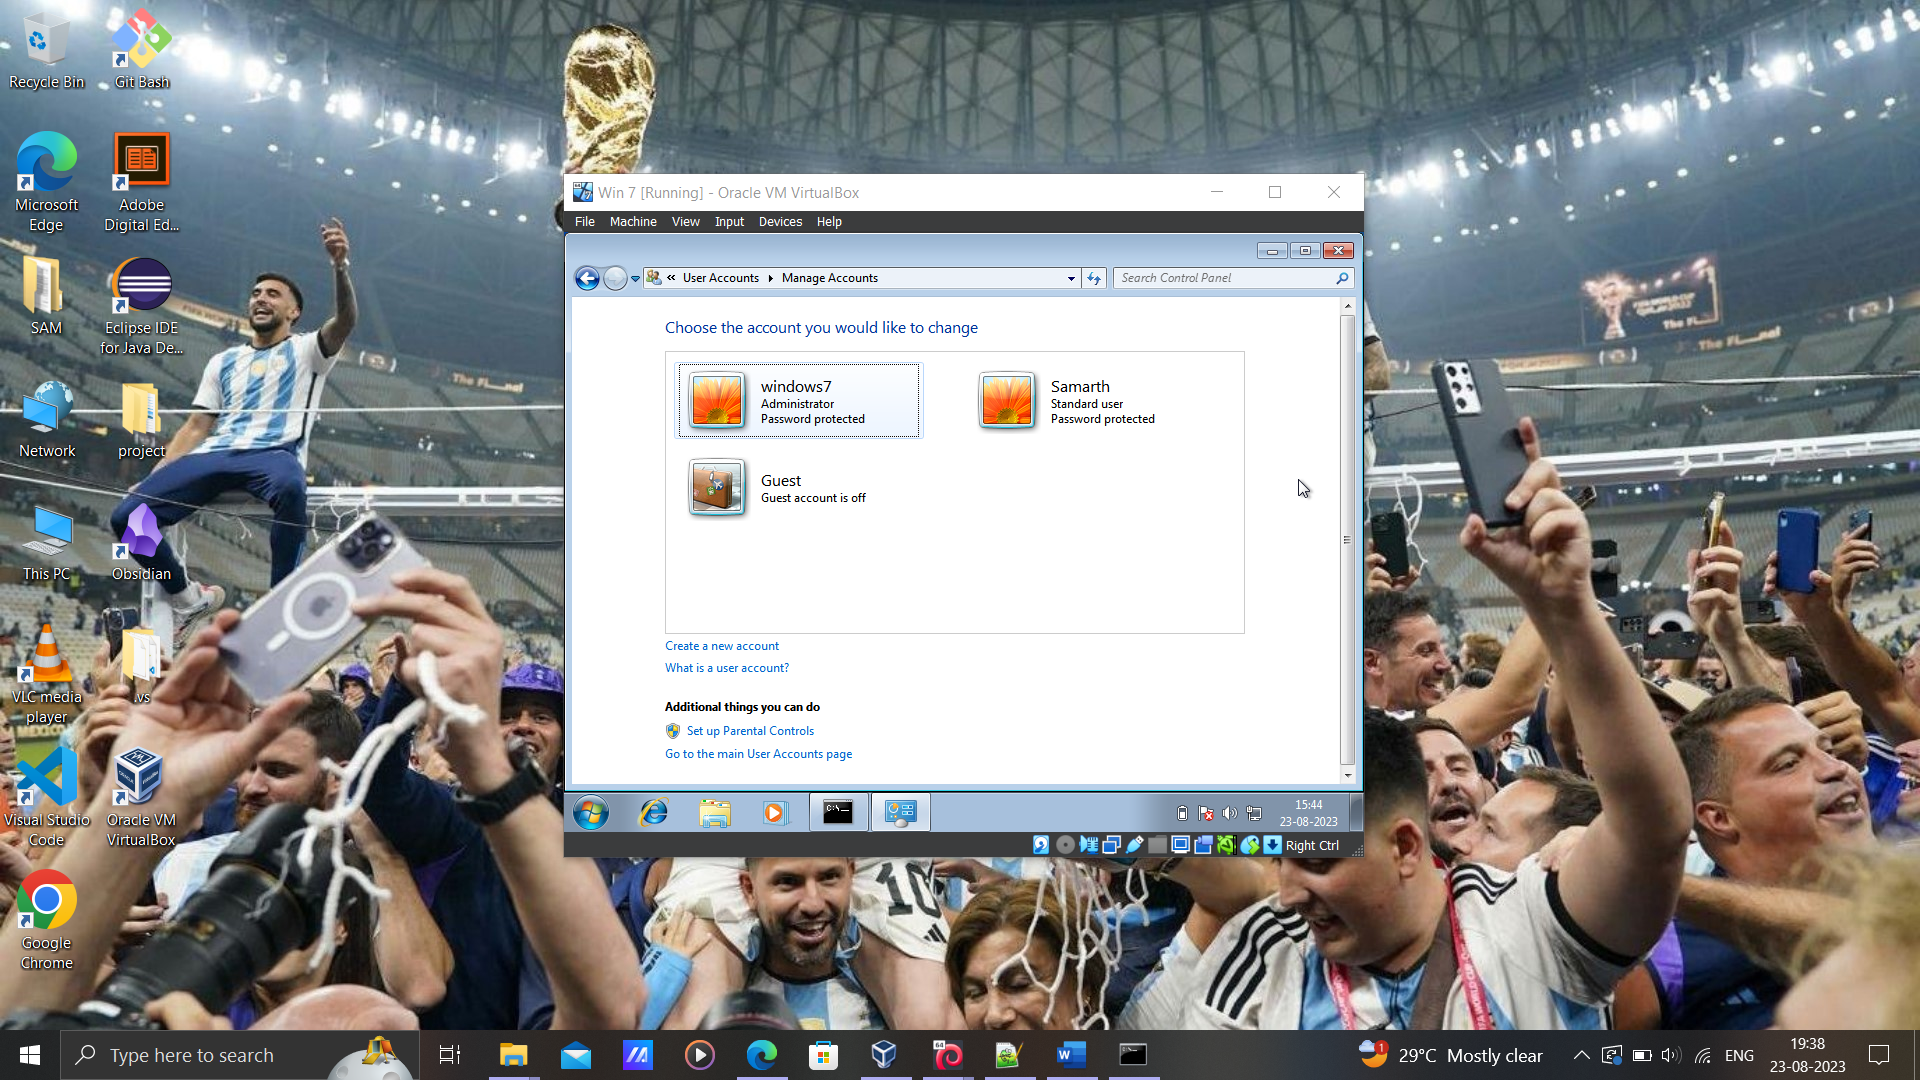 Recycle Bin
Git Bash
Microsoft
Edge
Adobe
Digital Ed...
SAM
Eclipse IDE
for Java De...
Network
project
This PC
Obsidian
VLC media
player
.vs
Visual Studio
Code
Oracle VM
VirtualBox
Google
Chrome
Win 7 [Running] - Oracle VM VirtualBox
File Machine View Input Devices Help
« User Accounts Manage Accounts
Search Control Panel
Choose the account you would like to change
windows7
Administrator
Password protected
Samarth
Standard user
Password protected
Guest
Guest account is off
Create a new account
What is a user account?
Additional things you can do
Set up Parental Controls
Go to the main User Accounts page
C:\_
15:44
23-08-2023
Right Ctrl
10
Type here to search
64
1
29°C Mostly clear
ENG
19:38
23-08-2023